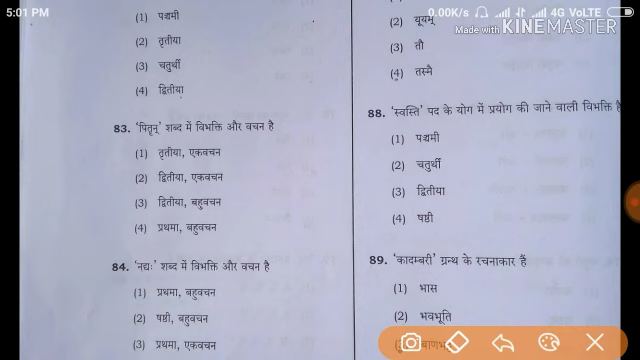 5:01 PM
0.00K/s 4G VoLTE
Made with KINEMASTER
(1) पञ्चमी
(2) तृतीया
(3) चतुर्थी
(4) द्वितीया
83. 'पितॄन्' शब्द में विभक्ति और वचन है
(1) तृतीया, एकवचन
(2) द्वितीया, एकवचन
(3) द्वितीया, बहुवचन
(4) प्रथमा, बहुवचन
84. 'नद्यः' शब्द में विभक्ति और वचन है
(1) प्रथमा, बहुवचन
(2) षष्ठी, बहुवचन
(3) प्रथमा, एकवचन
(2) यूयम्
(3) तौ
(4) तस्मै
88. 'स्वस्ति' पद के योग में प्रयोग की जाने वाली विभक्ति है
(1) पञ्चमी
(2) चतुर्थी
(3) द्वितीया
(4) षष्ठी
89. 'कादम्बरी' ग्रन्थ के रचनाकार हैं
(1) भास
(2) भवभूति